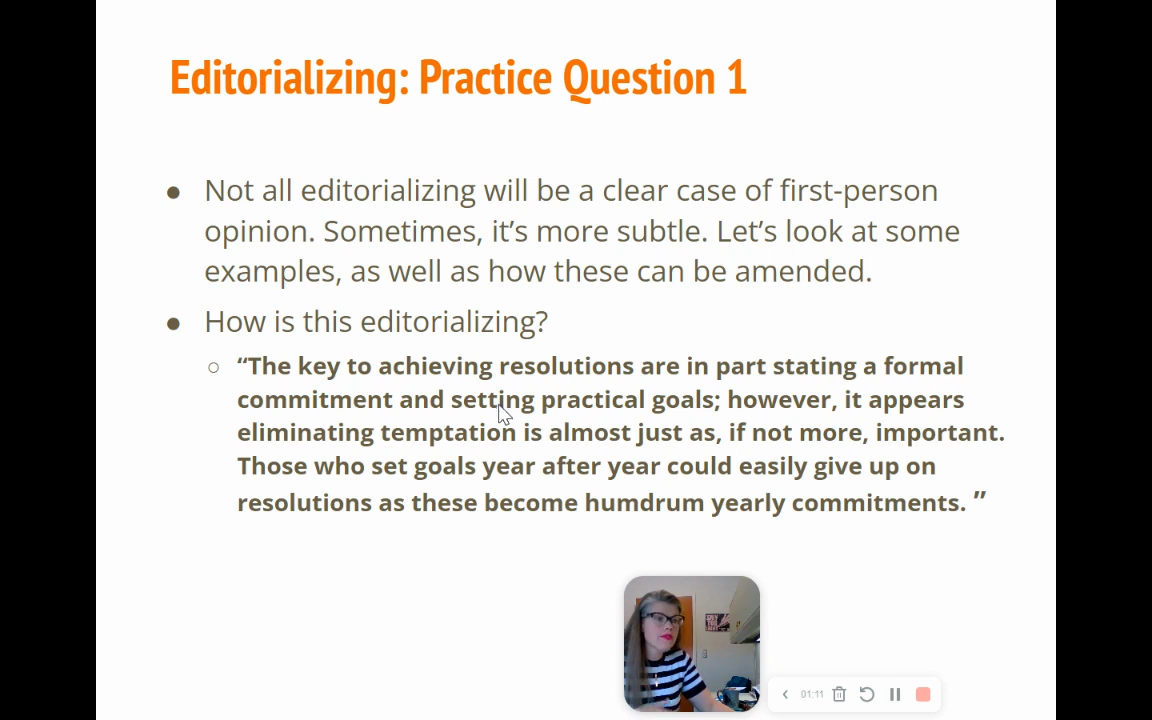 Editorializing: Practice Question 1
● Not all editorializing will be a clear case of first-person
opinion. Sometimes, it’s more subtle. Let’s look at some
examples, as well as how these can be amended.
● How is this editorializing?
○ “The key to achieving resolutions are in part stating a formal
commitment and setting practical goals; however, it appears
eliminating temptation is almost just as, if not more, important.
Those who set goals year after year could easily give up on
resolutions as these become humdrum yearly commitments. ”
01:11